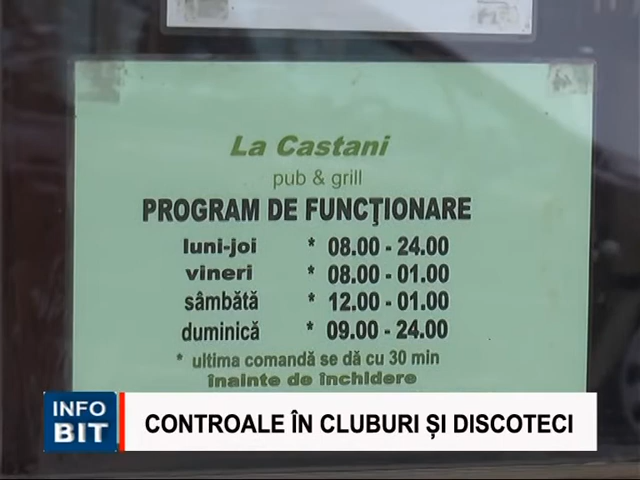 La Castani
pub & grill
PROGRAM DE FUNCŢIONARE
luni-joi * 08.00 - 24.00
vineri * 08.00 - 01.00
sâmbătă * 12.00 - 01.00
duminică * 09.00 - 24.00
* ultima comandă se dă cu 30 min
înainte de închidere
INFO
BIT
CONTROALE ÎN CLUBURI ȘI DISCOTECI